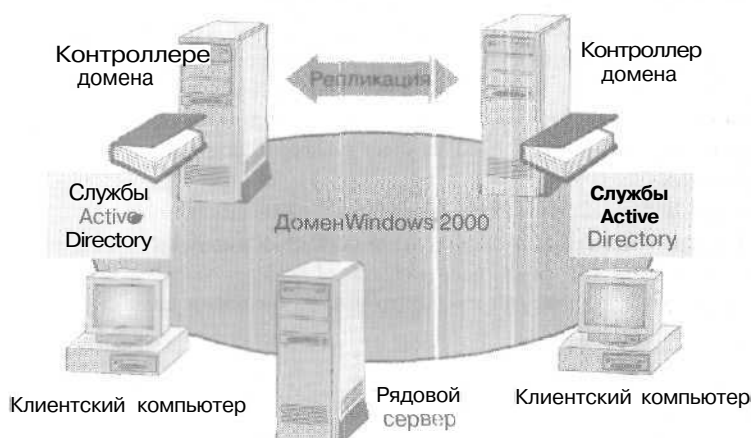 Контроллере
домена
Репликация
Контроллер
домена
Службы
Active
Directory
Домен Windows 2000
Службы
Active
Directory
Клиентский компьютер
Рядовой
сервер
Клиентский компьютер